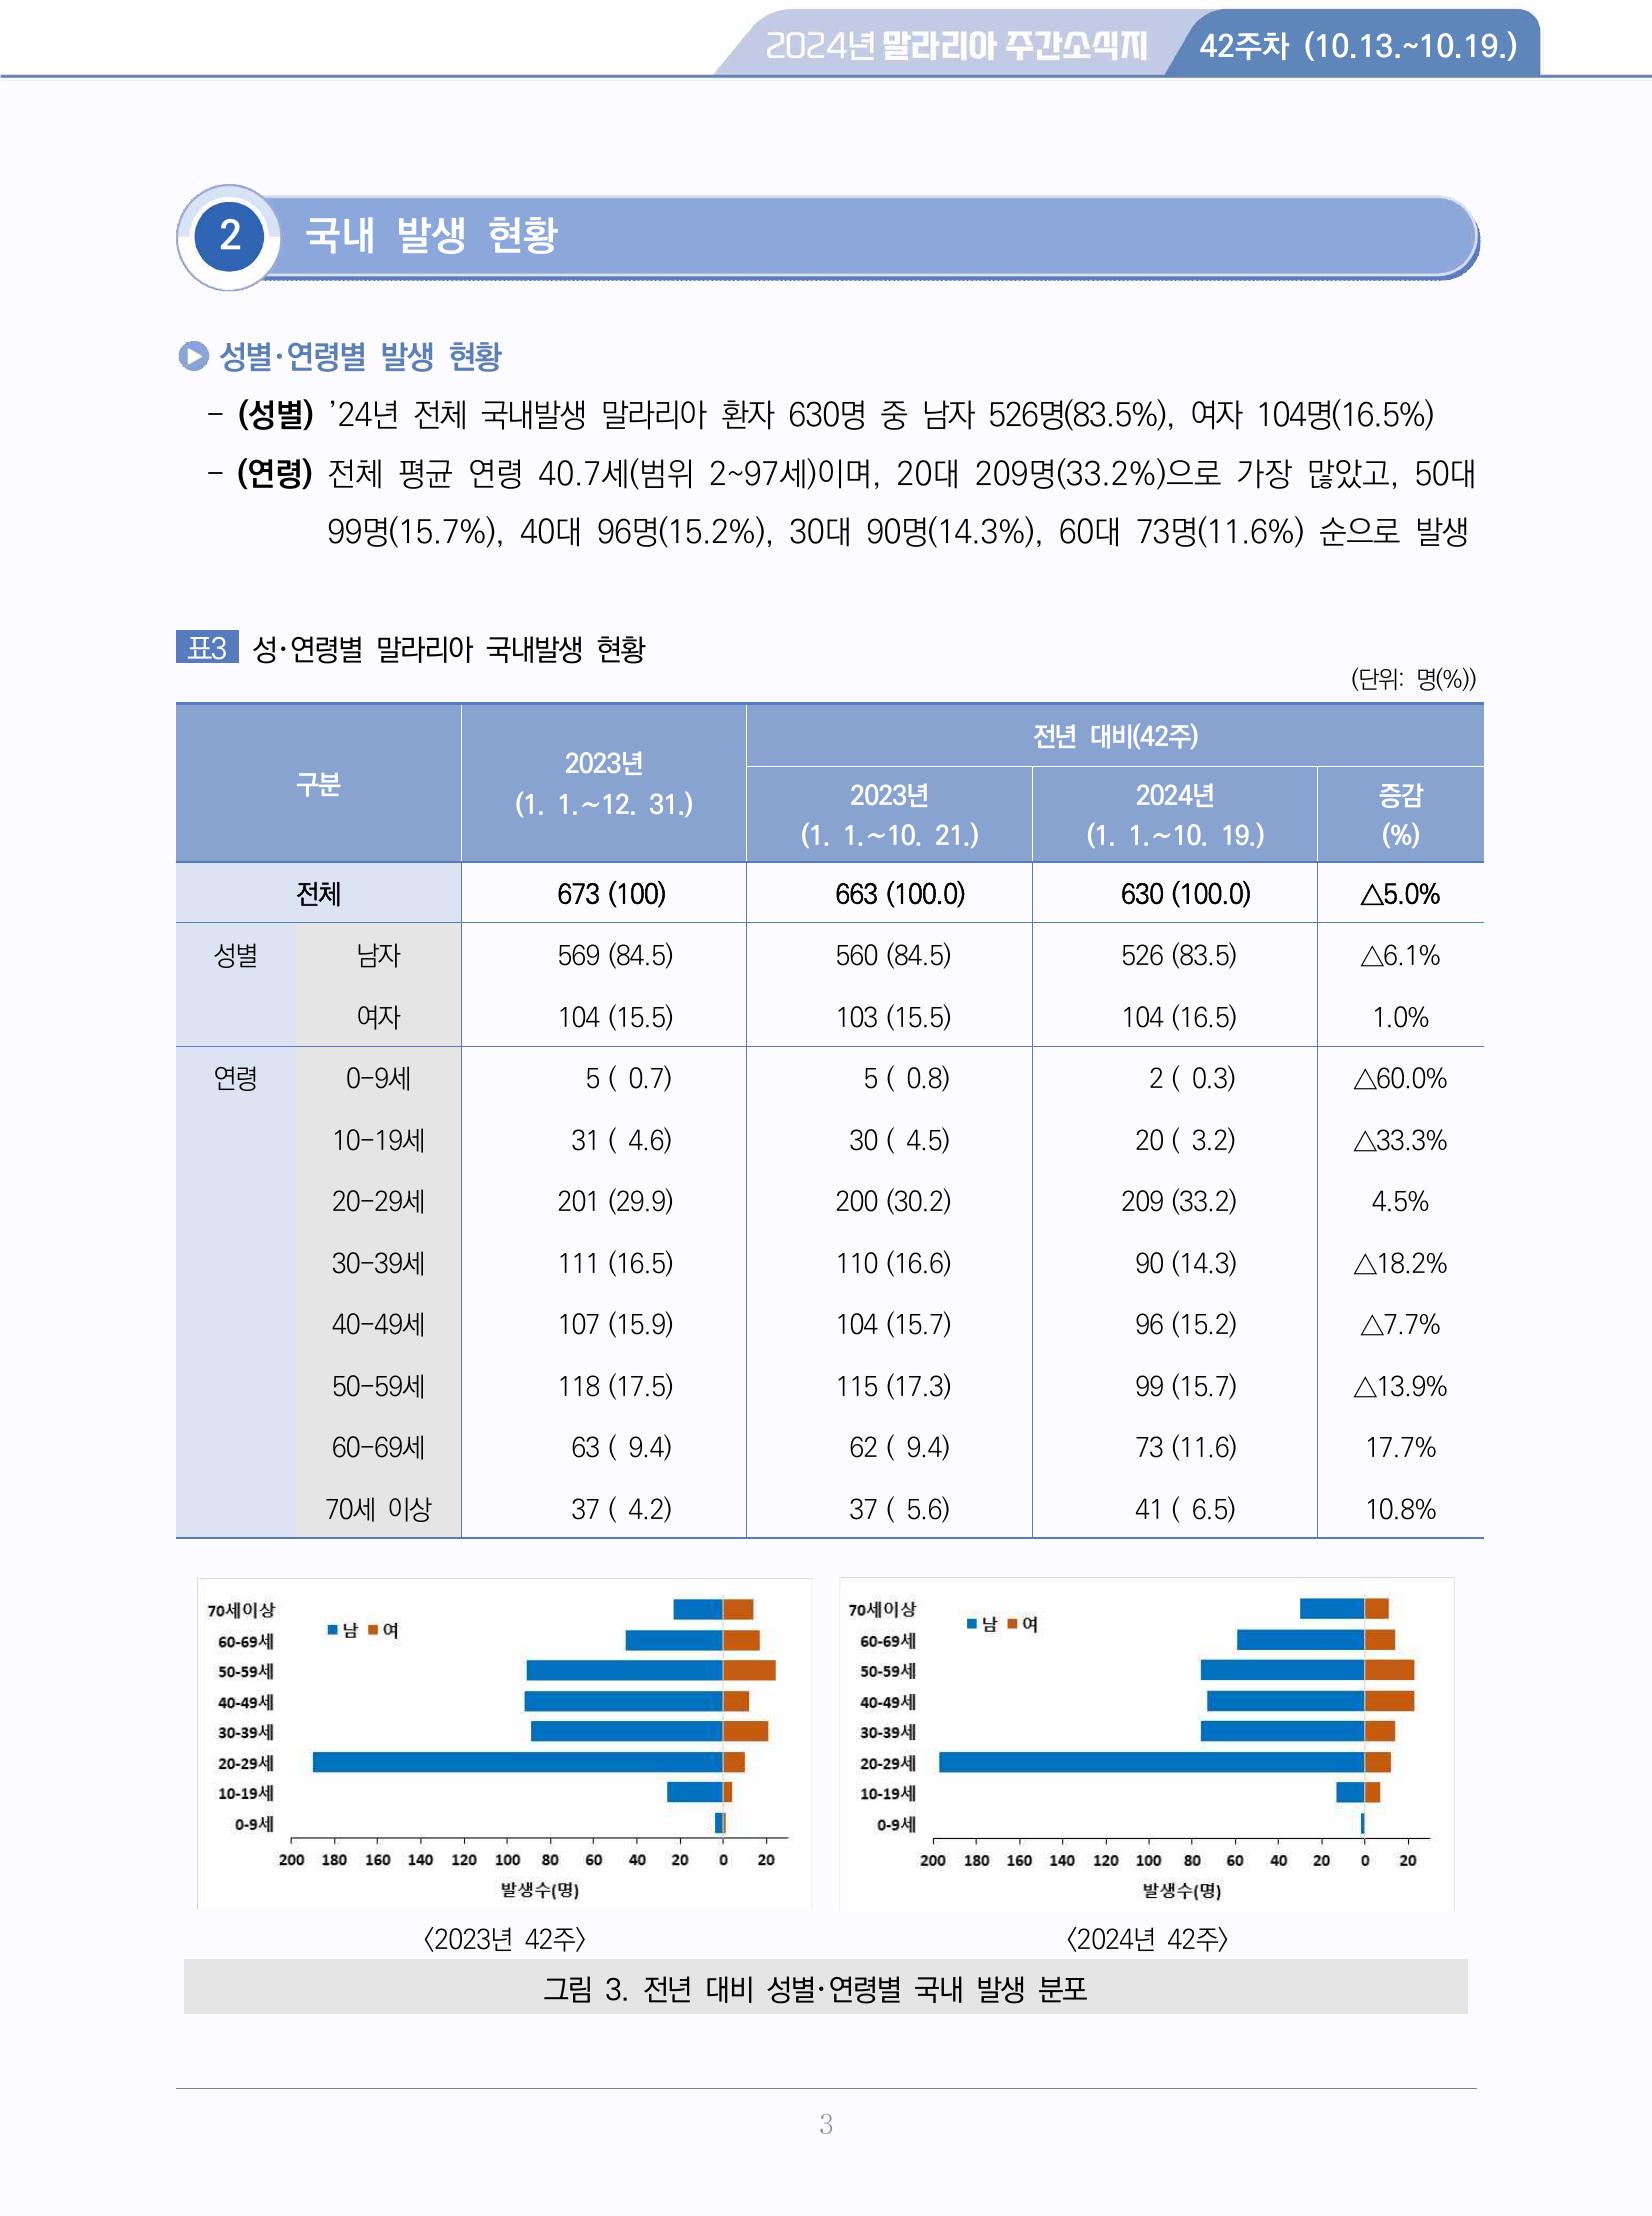 2024년 말라리아 주간소식지 42주차 (10.13.~10.19.)
2 국내 발생 현황
성별·연령별 발생 현황
- (성별) ’24년 전체 국내발생 말라리아 환자 630명 중 남자 526명(83.5%), 여자 104명(16.5%)
- (연령) 전체 평균 연령 40.7세(범위 2~97세)이며, 20대 209명(33.2%)으로 가장 많았고, 50대
99명(15.7%), 40대 96명(15.2%), 30대 90명(14.3%), 60대 73명(11.6%) 순으로 발생
표3 성·연령별 말라리아 국내발생 현황
(단위: 명(%))
구분 2023년 (1. 1.~12. 31.) 전년 대비(42주)
2023년 (1. 1.~10. 21.) 2024년 (1. 1.~10. 19.) 증감 (%)
전체 673 (100) 663 (100.0) 630 (100.0) △5.0%
성별 남자 569 (84.5) 560 (84.5) 526 (83.5) △6.1%
여자 104 (15.5) 103 (15.5) 104 (16.5) 1.0%
연령 0-9세 5 ( 0.7) 5 ( 0.8) 2 ( 0.3) △60.0%
10-19세 31 ( 4.6) 30 ( 4.5) 20 ( 3.2) △33.3%
20-29세 201 (29.9) 200 (30.2) 209 (33.2) 4.5%
30-39세 111 (16.5) 110 (16.6) 90 (14.3) △18.2%
40-49세 107 (15.9) 104 (15.7) 96 (15.2) △7.7%
50-59세 118 (17.5) 115 (17.3) 99 (15.7) △13.9%
60-69세 63 ( 9.4) 62 ( 9.4) 73 (11.6) 17.7%
70세 이상 37 ( 4.2) 37 ( 5.6) 41 ( 6.5) 10.8%
70세이상
남 여
60-69세
50-59세
40-49세
30-39세
20-29세
10-19세
0-9세
200 180 160 140 120 100 80 60 40 20 0 20
발생수(명)
〈2023년 42주〉
70세이상
남 여
60-69세
50-59세
40-49세
30-39세
20-29세
10-19세
0-9세
200 180 160 140 120 100 80 60 40 20 0 20
발생수(명)
〈2024년 42주〉
그림 3. 전년 대비 성별·연령별 국내 발생 분포
3